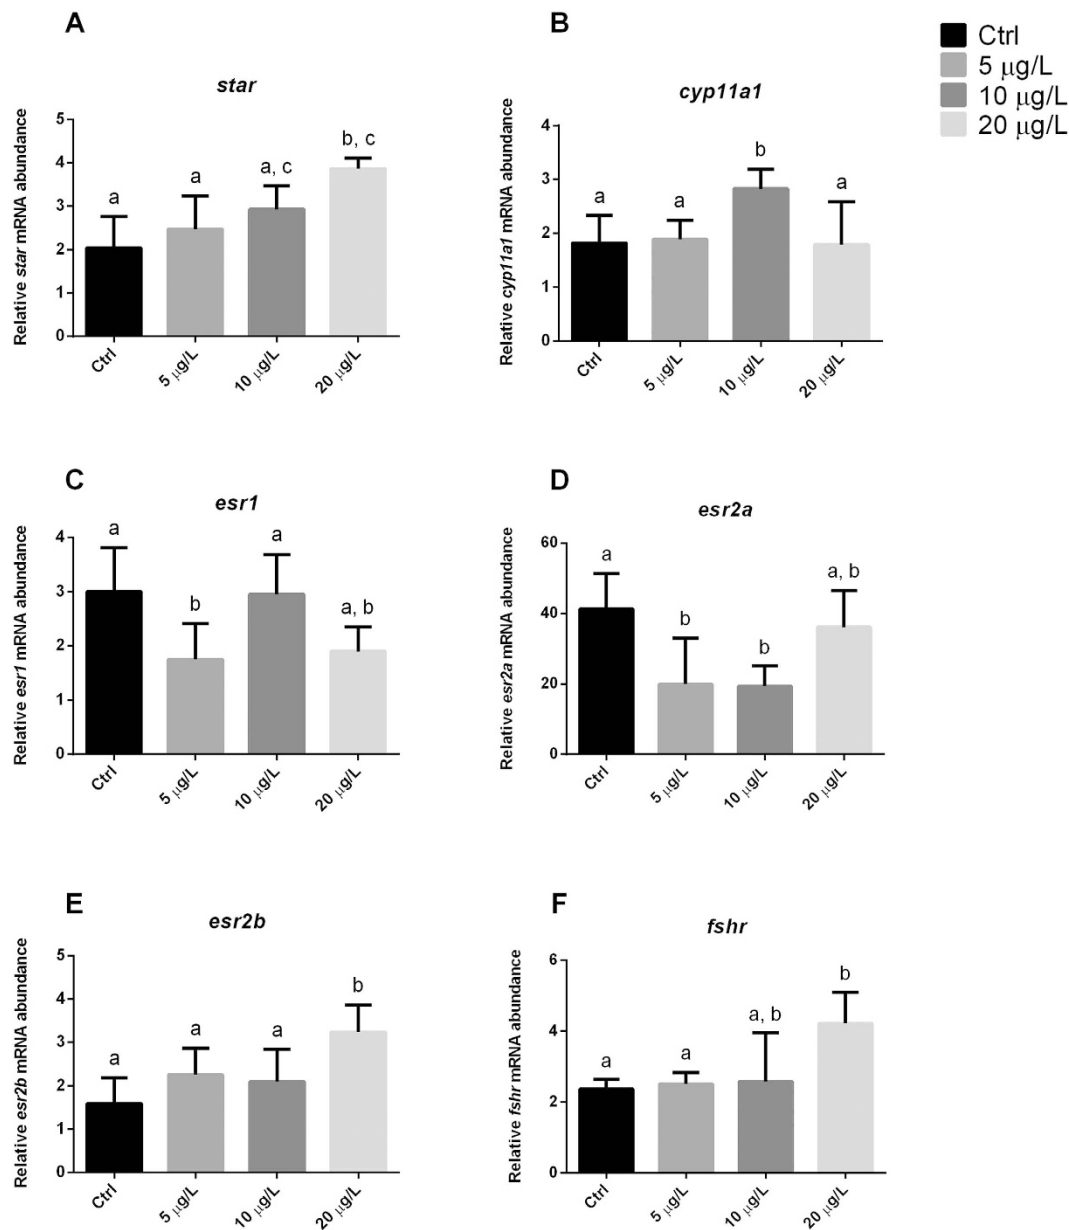 A
star
Relative star mRNA abundance
5
4
3
2
1
0
a
a
a, c
b, c
Ctrl
5 μg/L
10 μg/L
20 μg/L
B
cyp11a1
Relative cyp11a1 mRNA abundance
4
3
2
1
0
a
a
b
a
Ctrl
5 μg/L
10 μg/L
20 μg/L
Ctrl
5 μg/L
10 μg/L
20 μg/L
C
esr1
Relative esr1 mRNA abundance
4
3
2
1
0
a
b
a
a, b
Ctrl
5 μg/L
10 μg/L
20 μg/L
D
esr2a
Relative esr2a mRNA abundance
60
40
20
0
a
b
b
a, b
Ctrl
5 μg/L
10 μg/L
20 μg/L
E
esr2b
Relative esr2b mRNA abundance
5
4
3
2
1
0
a
a
a
b
Ctrl
5 μg/L
10 μg/L
20 μg/L
F
fshr
Relative fshr mRNA abundance
6
4
2
0
a
a
a, b
b
Ctrl
5 μg/L
10 μg/L
20 μg/L